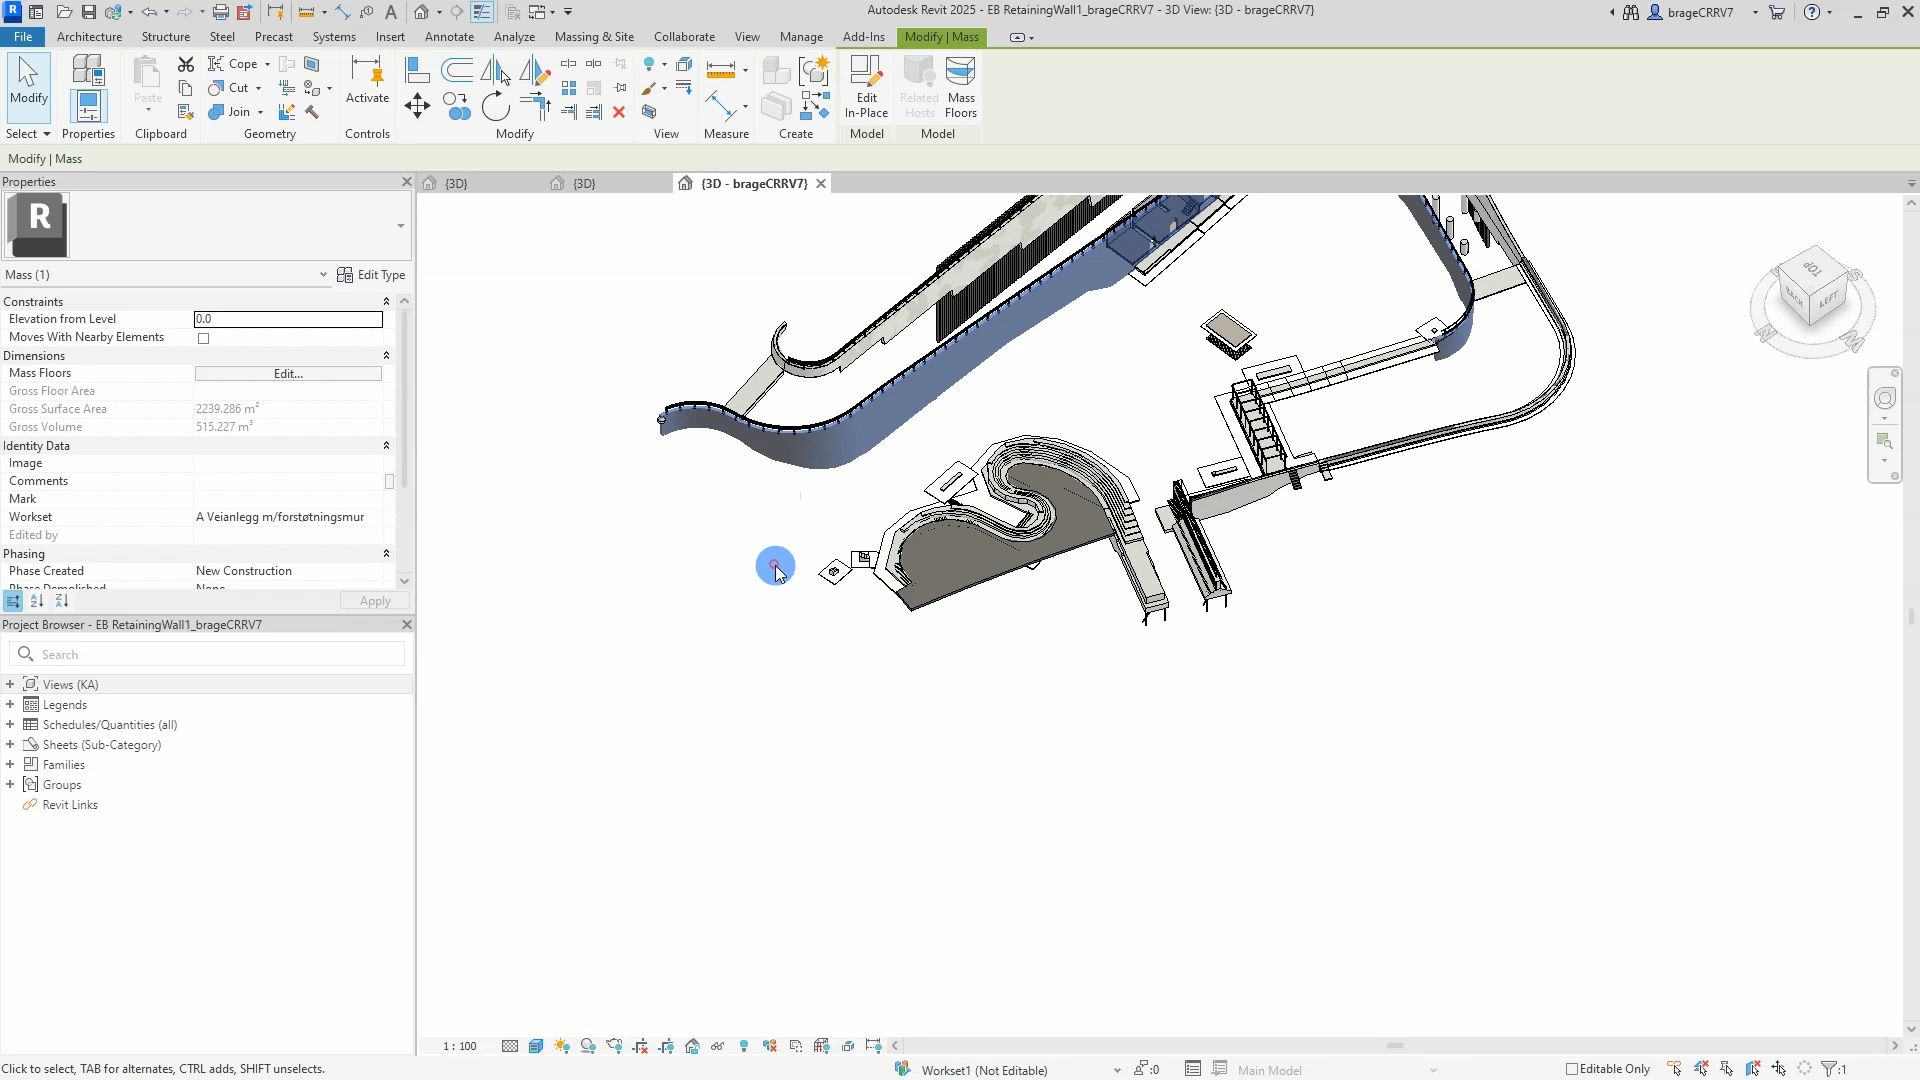 Autodesk Revit 2025 - EB RetainingWall1_brageCRRV7 - 3D View: {3D - brageCRRV7}
brageCRRV7
File Architecture Structure Steel Precast Systems Insert Annotate Analyze Massing & Site Collaborate View Manage Add-Ins Modify | Mass
Modify
Paste
Cope
Cut
Join
Activate
Edit
In-Place
Related
Hosts
Mass
Floors
Select Properties Clipboard Geometry Controls Modify View Measure Create Model Model
Modify | Mass
Properties
{3D} {3D} {3D - brageCRRV7}
R
Mass (1)
Edit Type
Constraints
Elevation from Level 0.0
Moves With Nearby Elements
Dimensions
Mass Floors Edit...
Gross Floor Area
Gross Surface Area 2239.286 m²
Gross Volume 515.227 m³
Identity Data
Image
Comments
Mark
Workset A Veianlegg m/forstøtningsmur
Edited by
Phasing
Phase Created New Construction
Phase Demolished None
Apply
Project Browser - EB RetainingWall1_brageCRRV7
Search
Views (KA)
Legends
Schedules/Quantities (all)
Sheets (Sub-Category)
Families
Groups
Revit Links
TOP
BACK
LEFT
1 : 100
Click to select, TAB for alternates, CTRL adds, SHIFT unselects.
Workset1 (Not Editable)
:0
Main Model
Editable Only
:1